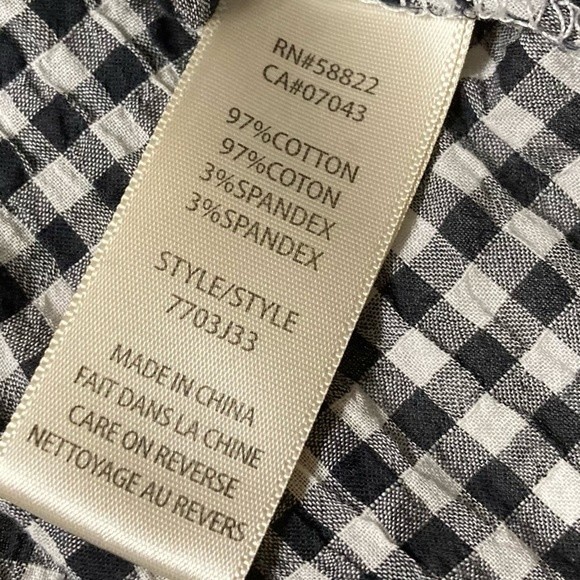 RN#58822
CA#07043
97%COTTON
97%COTON
3%SPANDEX
3%SPANDEX
STYLE/STYLE
7703J33
MADE IN CHINA
FAIT DANS LA CHINE
CARE ON REVERSE
NETTOYAGE AU REVERS